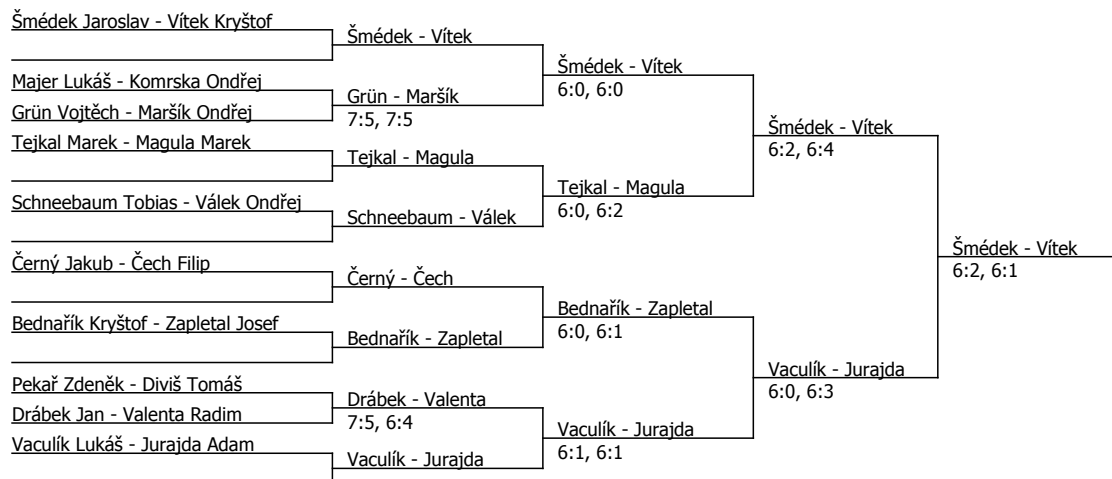 Šmédek Jaroslav - Vítek Kryštof
Majer Lukáš - Komrska Ondřej
Grün Vojtěch - Maršík Ondřej
Tejkal Marek - Magula Marek
Schneebaum Tobias - Válek Ondřej
Černý Jakub - Čech Filip
Bednařík Kryštof - Zapletal Josef
Pekař Zdeněk - Diviš Tomáš
Drábek Jan - Valenta Radim
Vaculík Lukáš - Jurajda Adam
Šmédek - Vítek
Grün - Maršík
7:5, 7:5
Tejkal - Magula
Schneebaum - Válek
Černý - Čech
Bednařík - Zapletal
Drábek - Valenta
7:5, 6:4
Vaculík - Jurajda
Šmédek - Vítek
6:0, 6:0
Tejkal - Magula
6:0, 6:2
Bednařík - Zapletal
6:0, 6:1
Vaculík - Jurajda
6:1, 6:1
Šmédek - Vítek
6:2, 6:4
Vaculík - Jurajda
6:0, 6:3
Šmédek - Vítek
6:2, 6:1